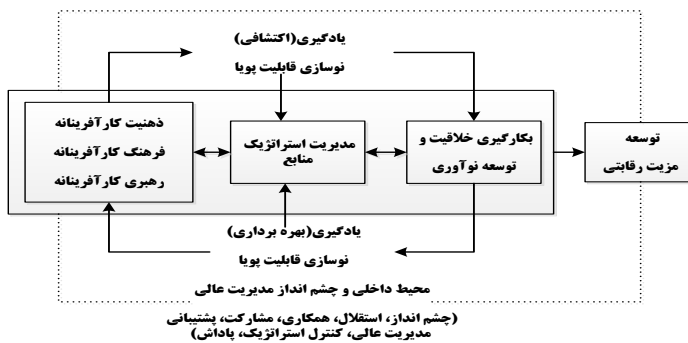 یادگیری(اکتشافی)
نوسازی قابلیت پویا
ذهنیت کارآفرینانه
فرهنگ کارآفرینانه
رهبری کارآفرینانه
مدیریت استراتژیک
منابع
بکارگیری خلاقیت و
توسعه نوآوری
توسعه
مزیت رقابتی
یادگیری(بهره برداری)
نوسازی قابلیت پویا
محیط داخلی و چشم انداز مدیریت عالی
(چشم انداز، استقلال، همکاری، مشارکت، پشتیبانی
مدیریت عالی، کنترل استراتژیک، پاداش)